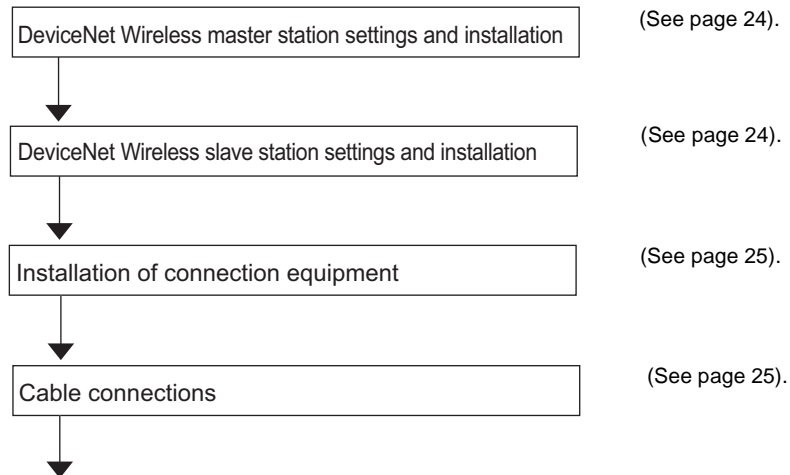 DeviceNet Wireless master station settings and installation
(See page 24).
DeviceNet Wireless slave station settings and installation
(See page 24).
Installation of connection equipment
(See page 25).
Cable connections
(See page 25).